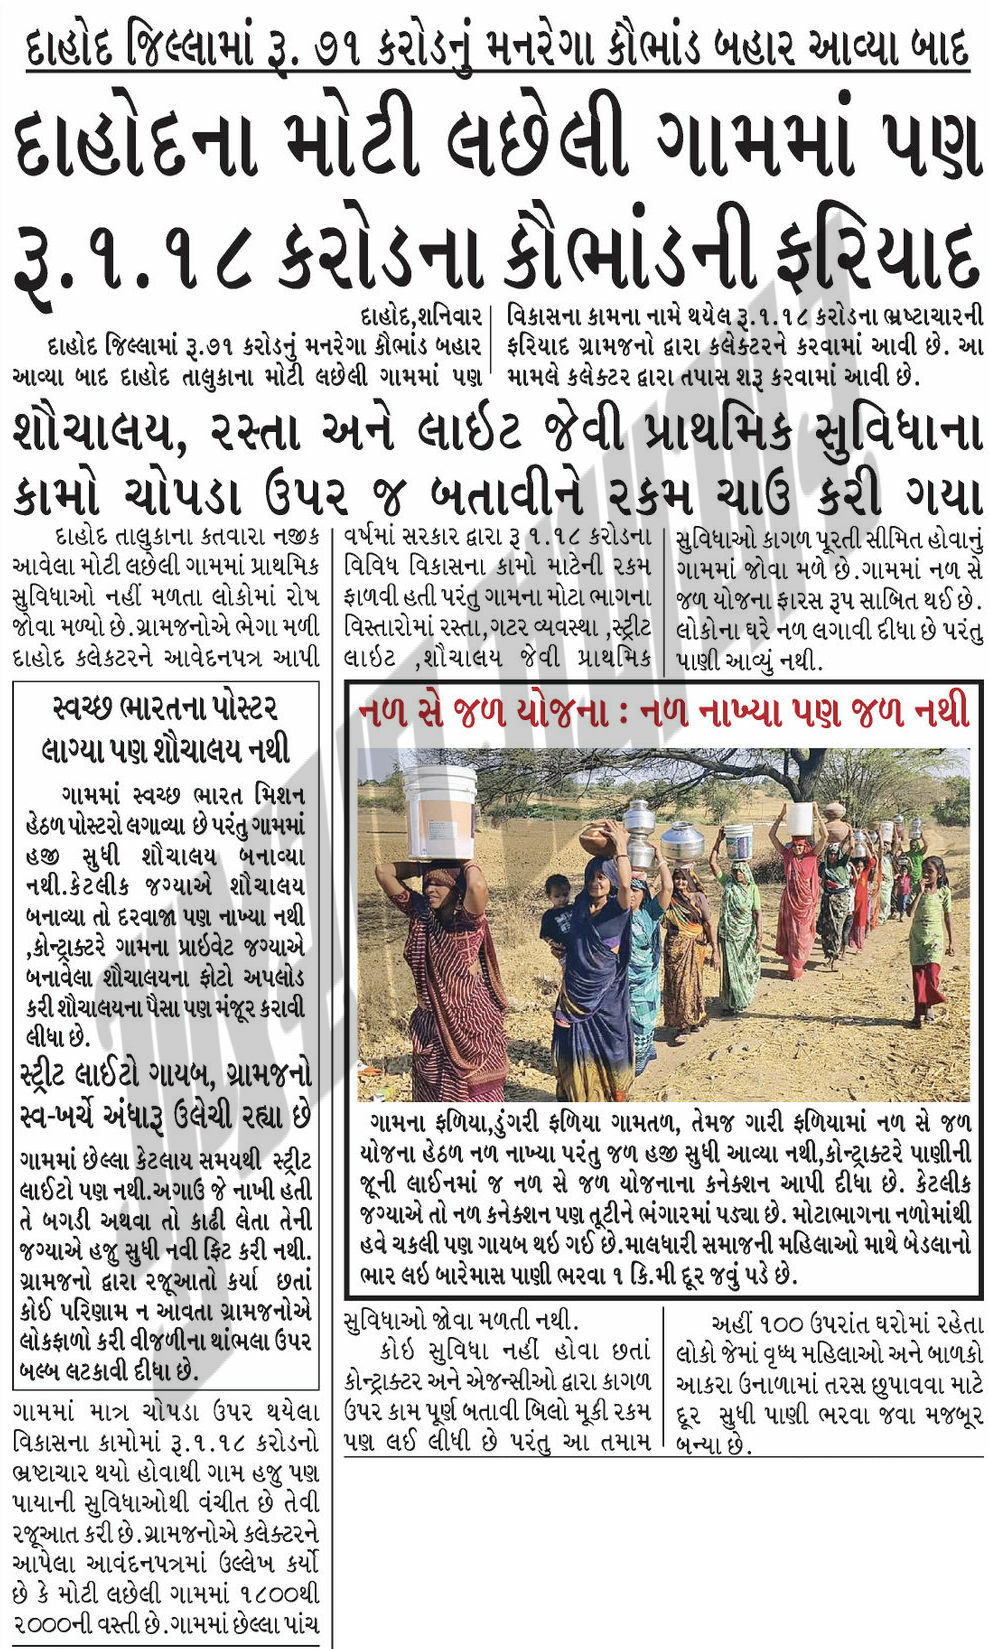 દાહોદ જિલ્લામાં રૂ. ૭૧ કરોડનું મનરેગા કૌભાંડ બહાર આવ્યા બાદ
દાહોદના મોટી લછેલી ગામમાં પણ
રૂ.૧.૧૮ કરોડના કૌભાંડની ફરિયાદ
દાહોદ,શનિવાર
દાહોદ જિલ્લામાં રૂ.૭૧ કરોડનું મનરેગા કૌભાંડ બહાર
આવ્યા બાદ દાહોદ તાલુકાના મોટી લછેલી ગામમાં પણ
વિકાસના કામના નામે થયેલ રૂ.૧.૧૮ કરોડના ભ્રષ્ટાચારની
ફરિયાદ ગ્રામજનો દ્વારા કલેક્ટરને કરવામાં આવી છે. આ
મામલે કલેક્ટર દ્વારા તપાસ શરૂ કરવામાં આવી છે.
શૌચાલય, રસ્તા અને લાઇટ જેવી પ્રાથમિક સુવિધાના
કામો ચોપડા ઉપર જ બતાવીને રકમ ચાઉ કરી ગયા
દાહોદ તાલુકાના કતવારા નજીક
આવેલા મોટી લછેલી ગામમાં પ્રાથમિક
સુવિધાઓ નહીં મળતા લોકોમાં રોષ
જોવા મળ્યો છે.ગ્રામજનોએ ભેગા મળી
દાહોદ કલેકટરને આવેદનપત્ર આપી
સ્વચ્છ ભારતના પોસ્ટર
લાગ્યા પણ શૌચાલય નથી
ગામમાં સ્વચ્છ ભારત મિશન
હેઠળ પોસ્ટરો લગાવ્યા છે પરંતુ ગામમાં
હજી સુધી શૌચાલય બનાવ્યા
નથી.કેટલીક જગ્યાએ શૌચાલય
બનાવ્યા તો દરવાજા પણ નાખ્યા નથી
,કોન્ટ્રાક્ટરે ગામના પ્રાઇવેટ જગ્યાએ
બનાવેલા શૌચાલયના ફોટો અપલોડ
કરી શૌચાલયના પૈસા પણ મંજૂર કરાવી
લીધા છે.
સ્ટ્રીટ લાઈટો ગાયબ, ગ્રામજનો
સ્વ-ખર્ચે અંધારૂ ઉલેચી રહ્યા છે
ગામમાં છેલ્લા કેટલાય સમયથી સ્ટ્રીટ
લાઈટો પણ નથી.અગાઉ જે નાખી હતી
તે બગડી અથવા તો કાઢી લેતા તેની
જગ્યાએ હજુ સુધી નવી ફિટ કરી નથી.
ગ્રામજનો દ્વારા રજૂઆતો કર્યા છતાં
કોઈ પરિણામ ન આવતા ગ્રામજનોએ
લોકફાળો કરી વીજળીના થાંભલા ઉપર
બલ્બ લટકાવી દીધા છે.
ગામમાં માત્ર ચોપડા ઉપર થયેલા
વિકાસના કામોમાં રૂ.૧.૧૮ કરોડનો
ભ્રષ્ટાચાર થયો હોવાથી ગામ હજુ પણ
પાયાની સુવિધાઓથી વંચીત છે તેવી
રજૂઆત કરી છે.ગ્રામજનોએ કલેક્ટરને
આપેલા આવંદનપત્રમાં ઉલ્લેખ કર્યો
છે કે મોટી લછેલી ગામમાં ૧૮૦૦થી
૨૦૦૦ની વસ્તી છે.ગામમાં છેલ્લા પાંચ
વર્ષમાં સરકાર દ્વારા રૂ ૧.૧૮ કરોડના
વિવિધ વિકાસના કામો માટેની રકમ
ફાળવી હતી પરંતુ ગામના મોટા ભાગના
વિસ્તારોમાં રસ્તા,ગટર વ્યવસ્થા ,સ્ટ્રીટ
લાઇટ ,શૌચાલય જેવી પ્રાથમિક
સુવિધાઓ જોવા મળતી નથી.
કોઇ સુવિધા નહીં હોવા છતાં
કોન્ટ્રાક્ટર અને એજન્સીઓ દ્વારા કાગળ
ઉપર કામ પૂર્ણ બતાવી બિલો મૂકી રકમ
પણ લઈ લીધી છે પરંતુ આ તમામ
સુવિધાઓ કાગળ પૂરતી સીમિત હોવાનું
ગામમાં જોવા મળે છે.ગામમાં નળ સે
જળ યોજના ફારસ રૂપ સાબિત થઈ છે.
લોકોના ઘરે નળ લગાવી દીધા છે પરંતુ
પાણી આવ્યું નથી.
નળ સે જળ યોજના : નળ નાખ્યા પણ જળ નથી
ગામના ફળિયા,ડુંગરી ફળિયા ગામતળ, તેમજ ગારી ફળિયામાં નળ સે જળ
યોજના હેઠળ નળ નાખ્યા પરંતુ જળ હજી સુધી આવ્યા નથી,કોન્ટ્રાક્ટરે પાણીની
જૂની લાઈનમાં જ નળ સે જળ યોજનાના કનેક્શન આપી દીધા છે. કેટલીક
જગ્યાએ તો નળ કનેક્શન પણ તૂટીને ભંગારમાં પડ્યા છે. મોટાભાગના નળોમાંથી
હવે ચકલી પણ ગાયબ થઇ ગઈ છે.માલધારી સમાજની મહિલાઓ માથે બેડલાનો
ભાર લઇ બારેમાસ પાણી ભરવા ૧ કિ.મી દૂર જવું પડે છે.
અહીં ૧૦૦ ઉપરાંત ઘરોમાં રહેતા
લોકો જેમાં વૃધ્ધ મહિલાઓ અને બાળકો
આકરા ઉનાળામાં તરસ છુપાવવા માટે
દૂર સુધી પાણી ભરવા જવા મજબૂર
બન્યા છે.